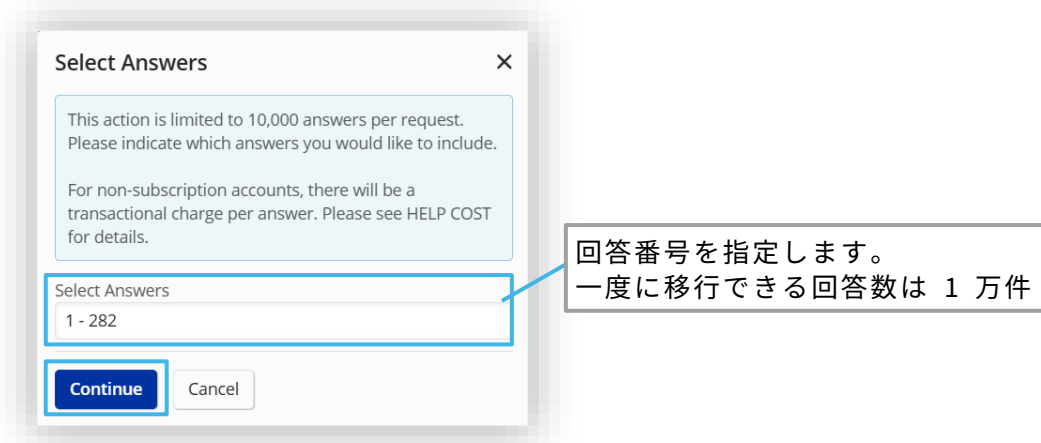 Select Answers
This action is limited to 10,000 answers per request.
Please indicate which answers you would like to include.
For non-subscription accounts, there will be a
transactional charge per answer. Please see HELP COST
for details.
Select Answers
1 - 282
Continue
Cancel
回答番号を指定します。
一度に移行できる回答数は 1 万件